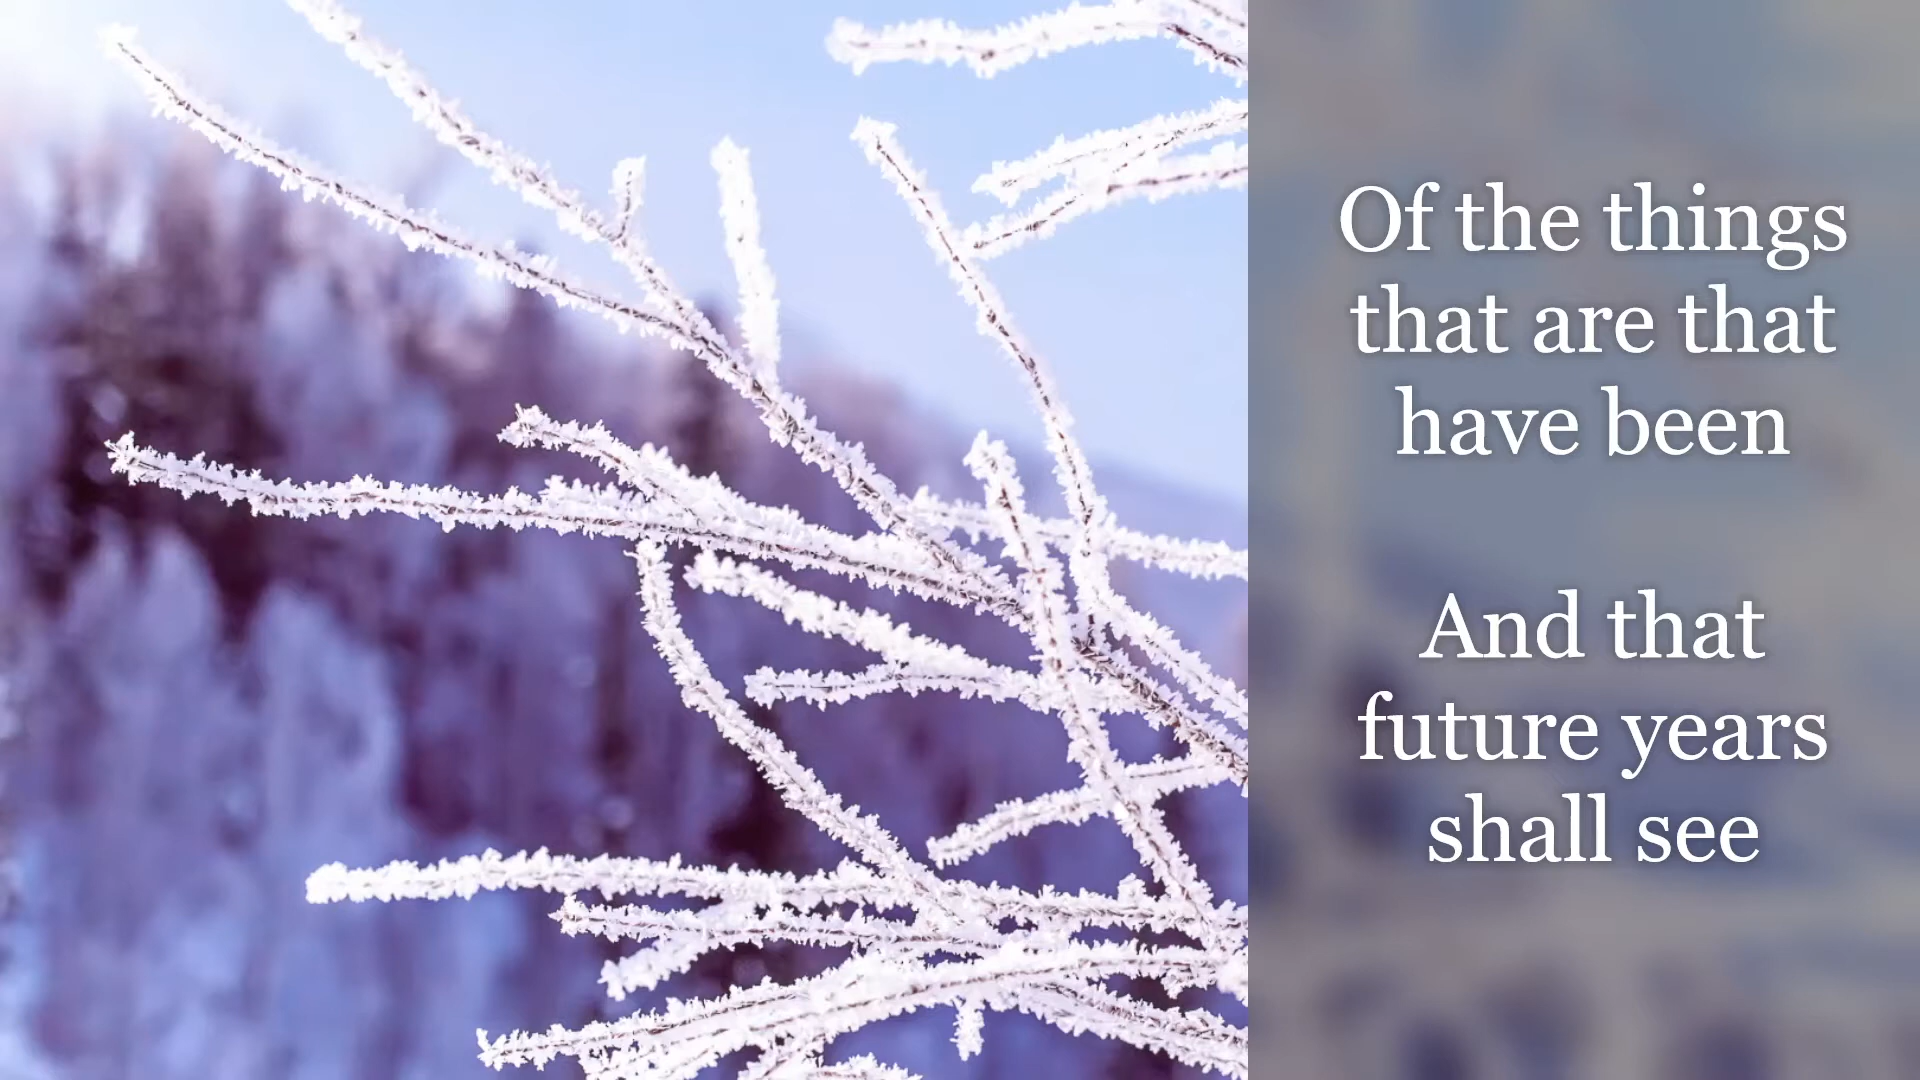 Of the things
that are that
have been
And that
future years
shall see